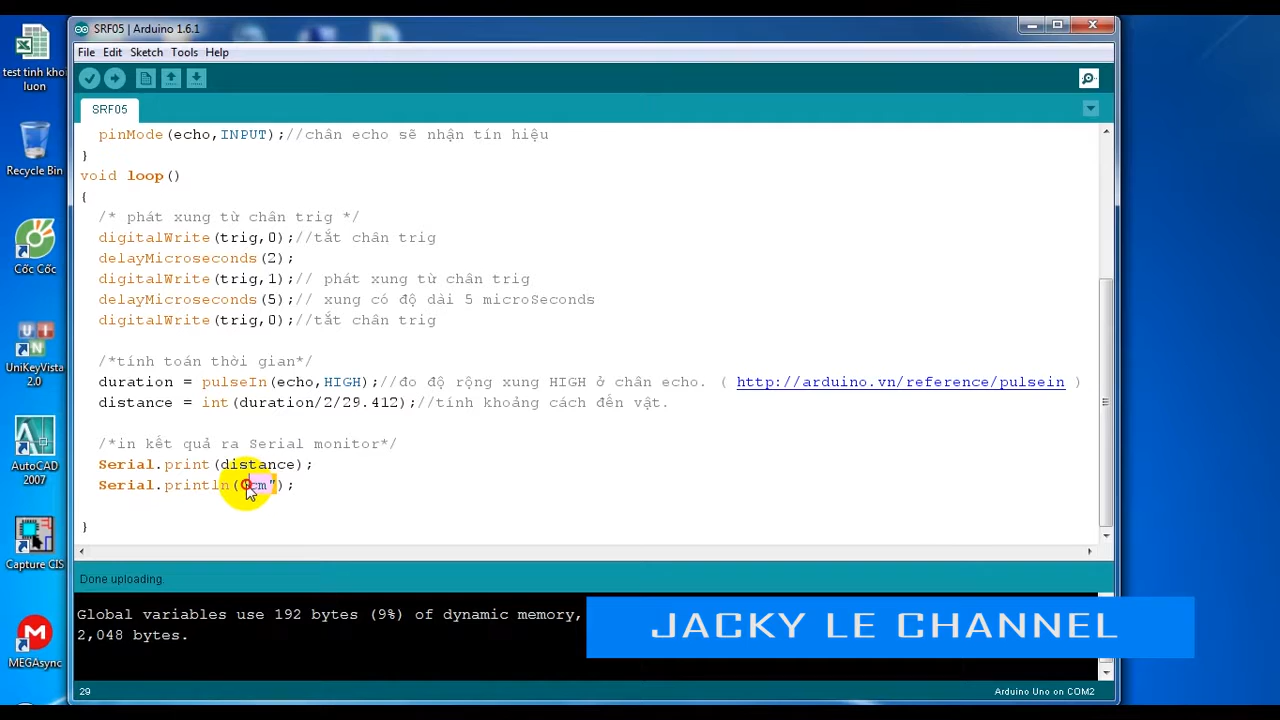 SRF05 | Arduino 1.6.1
File Edit Sketch Tools Help
SRF05
pinMode(echo,INPUT);//chân echo sẽ nhận tín hiệu
}
void loop()
{
/* phát xung từ chân trig */
digitalWrite(trig,0);//tắt chân trig
delayMicroseconds(2);
digitalWrite(trig,1);// phát xung từ chân trig
delayMicroseconds(5);// xung có độ dài 5 microSeconds
digitalWrite(trig,0);//tắt chân trig
/*tính toán thời gian*/
duration = pulseIn(echo,HIGH);//đo độ rộng xung HIGH ở chân echo. ( http://arduino.vn/reference/pulsein )
distance = int(duration/2/29.412);//tính khoảng cách đến vật.
/*in kết quả ra Serial monitor*/
Serial.print(distance);
Serial.println("cm");
}
Done uploading.
Global variables use 192 bytes (9%) of dynamic memory,
2,048 bytes.
29
Arduino Uno on COM2
JACKY LE CHANNEL
test tinh khoi
luon
Recycle Bin
Cốc Cốc
UniKeyVista
2.0
AutoCAD
2007
Capture CIS
MEGAsync